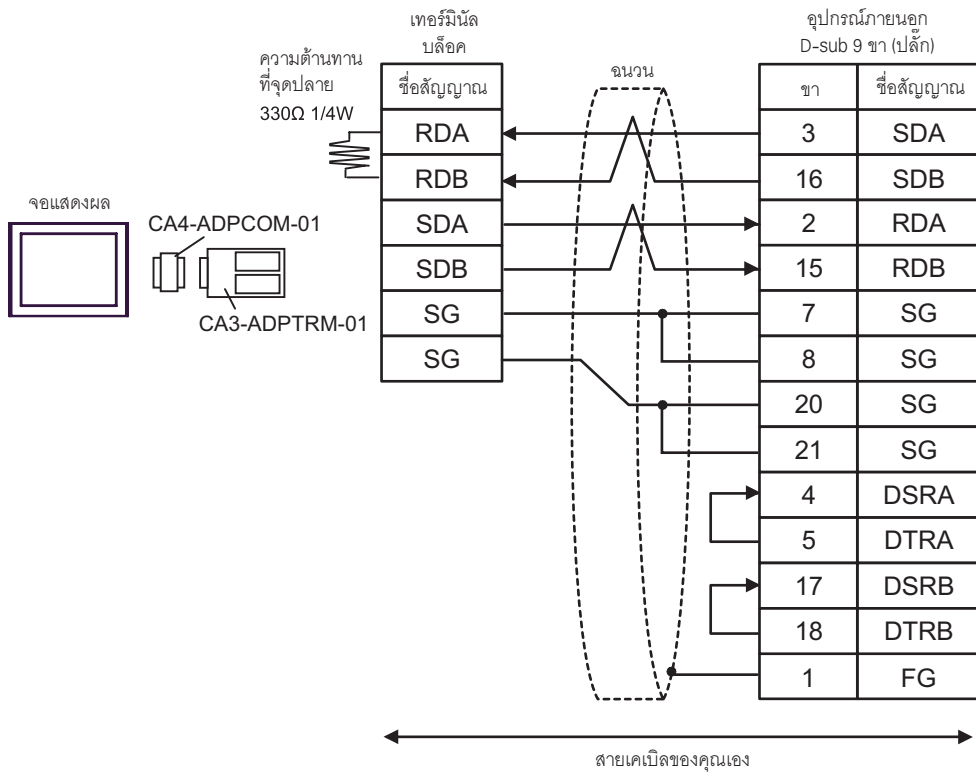 เทอร์มินัล
บล็อค
อุปกรณ์ภายนอก
D-sub 9 ขา (ปลั๊ก)
ความต้านทาน
ที่จุดปลาย
330Ω 1/4W
ฉนวน
ชื่อสัญญาณ
ขา ชื่อสัญญาณ
RDA 3 SDA
RDB 16 SDB
จอแสดงผล
CA4-ADPCOM-01
SDA 2 RDA
SDB 15 RDB
CA3-ADPTRM-01
SG 7 SG
SG 8 SG
20 SG
21 SG
4 DSRA
5 DTRA
17 DSRB
18 DTRB
1 FG
สายเคเบิลของคุณเอง